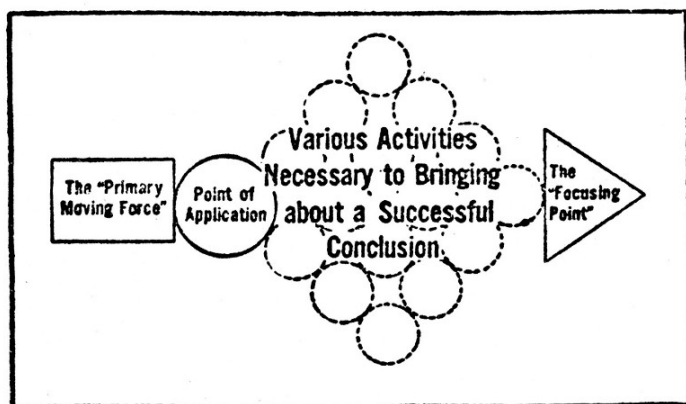 The "Primary
Moving Force"
Point of
Application
Various Activities
Necessary to Bringing
about a Successful
Conclusion
The
"Focusing
Point"